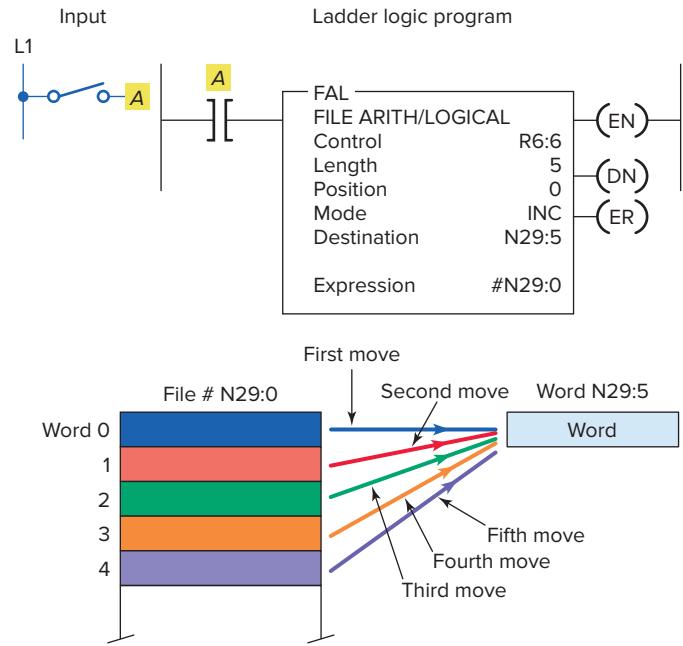 Input
Ladder logic program
L1
A
A
FAL
FILE ARITH/LOGICAL
Control R6:6
Length 5
Position 0
Mode INC
Destination N29:5
Expression #N29:0
EN
DN
ER
First move
File # N29:0
Second move
Word N29:5
Word 0
Word
1
2
3
4
Fifth move
Fourth move
Third move